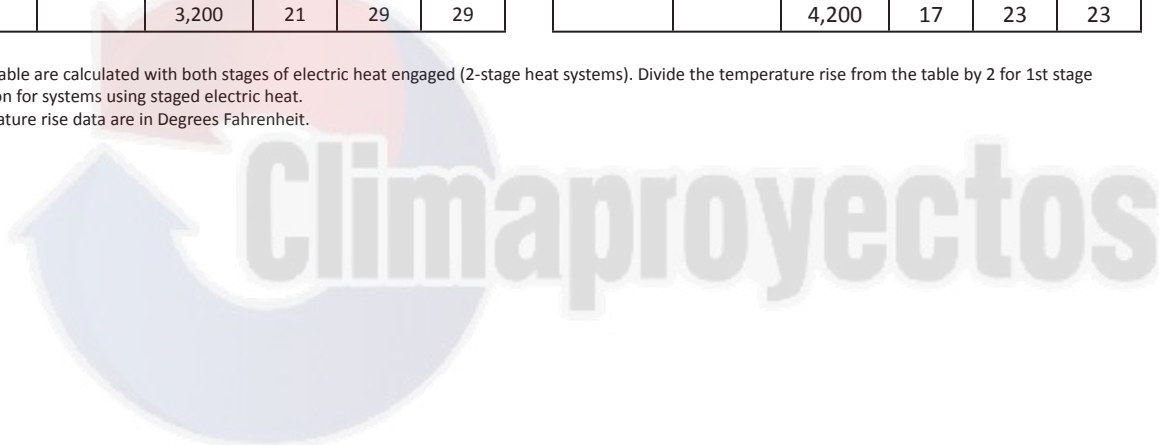 3,200 21 29 29 4,200 17 23 23
able are calculated with both stages of electric heat engaged (2-stage heat systems). Divide the temperature rise from the table by 2 for 1st stage
on for systems using staged electric heat.
ature rise data are in Degrees Fahrenheit.
Climaproyectos